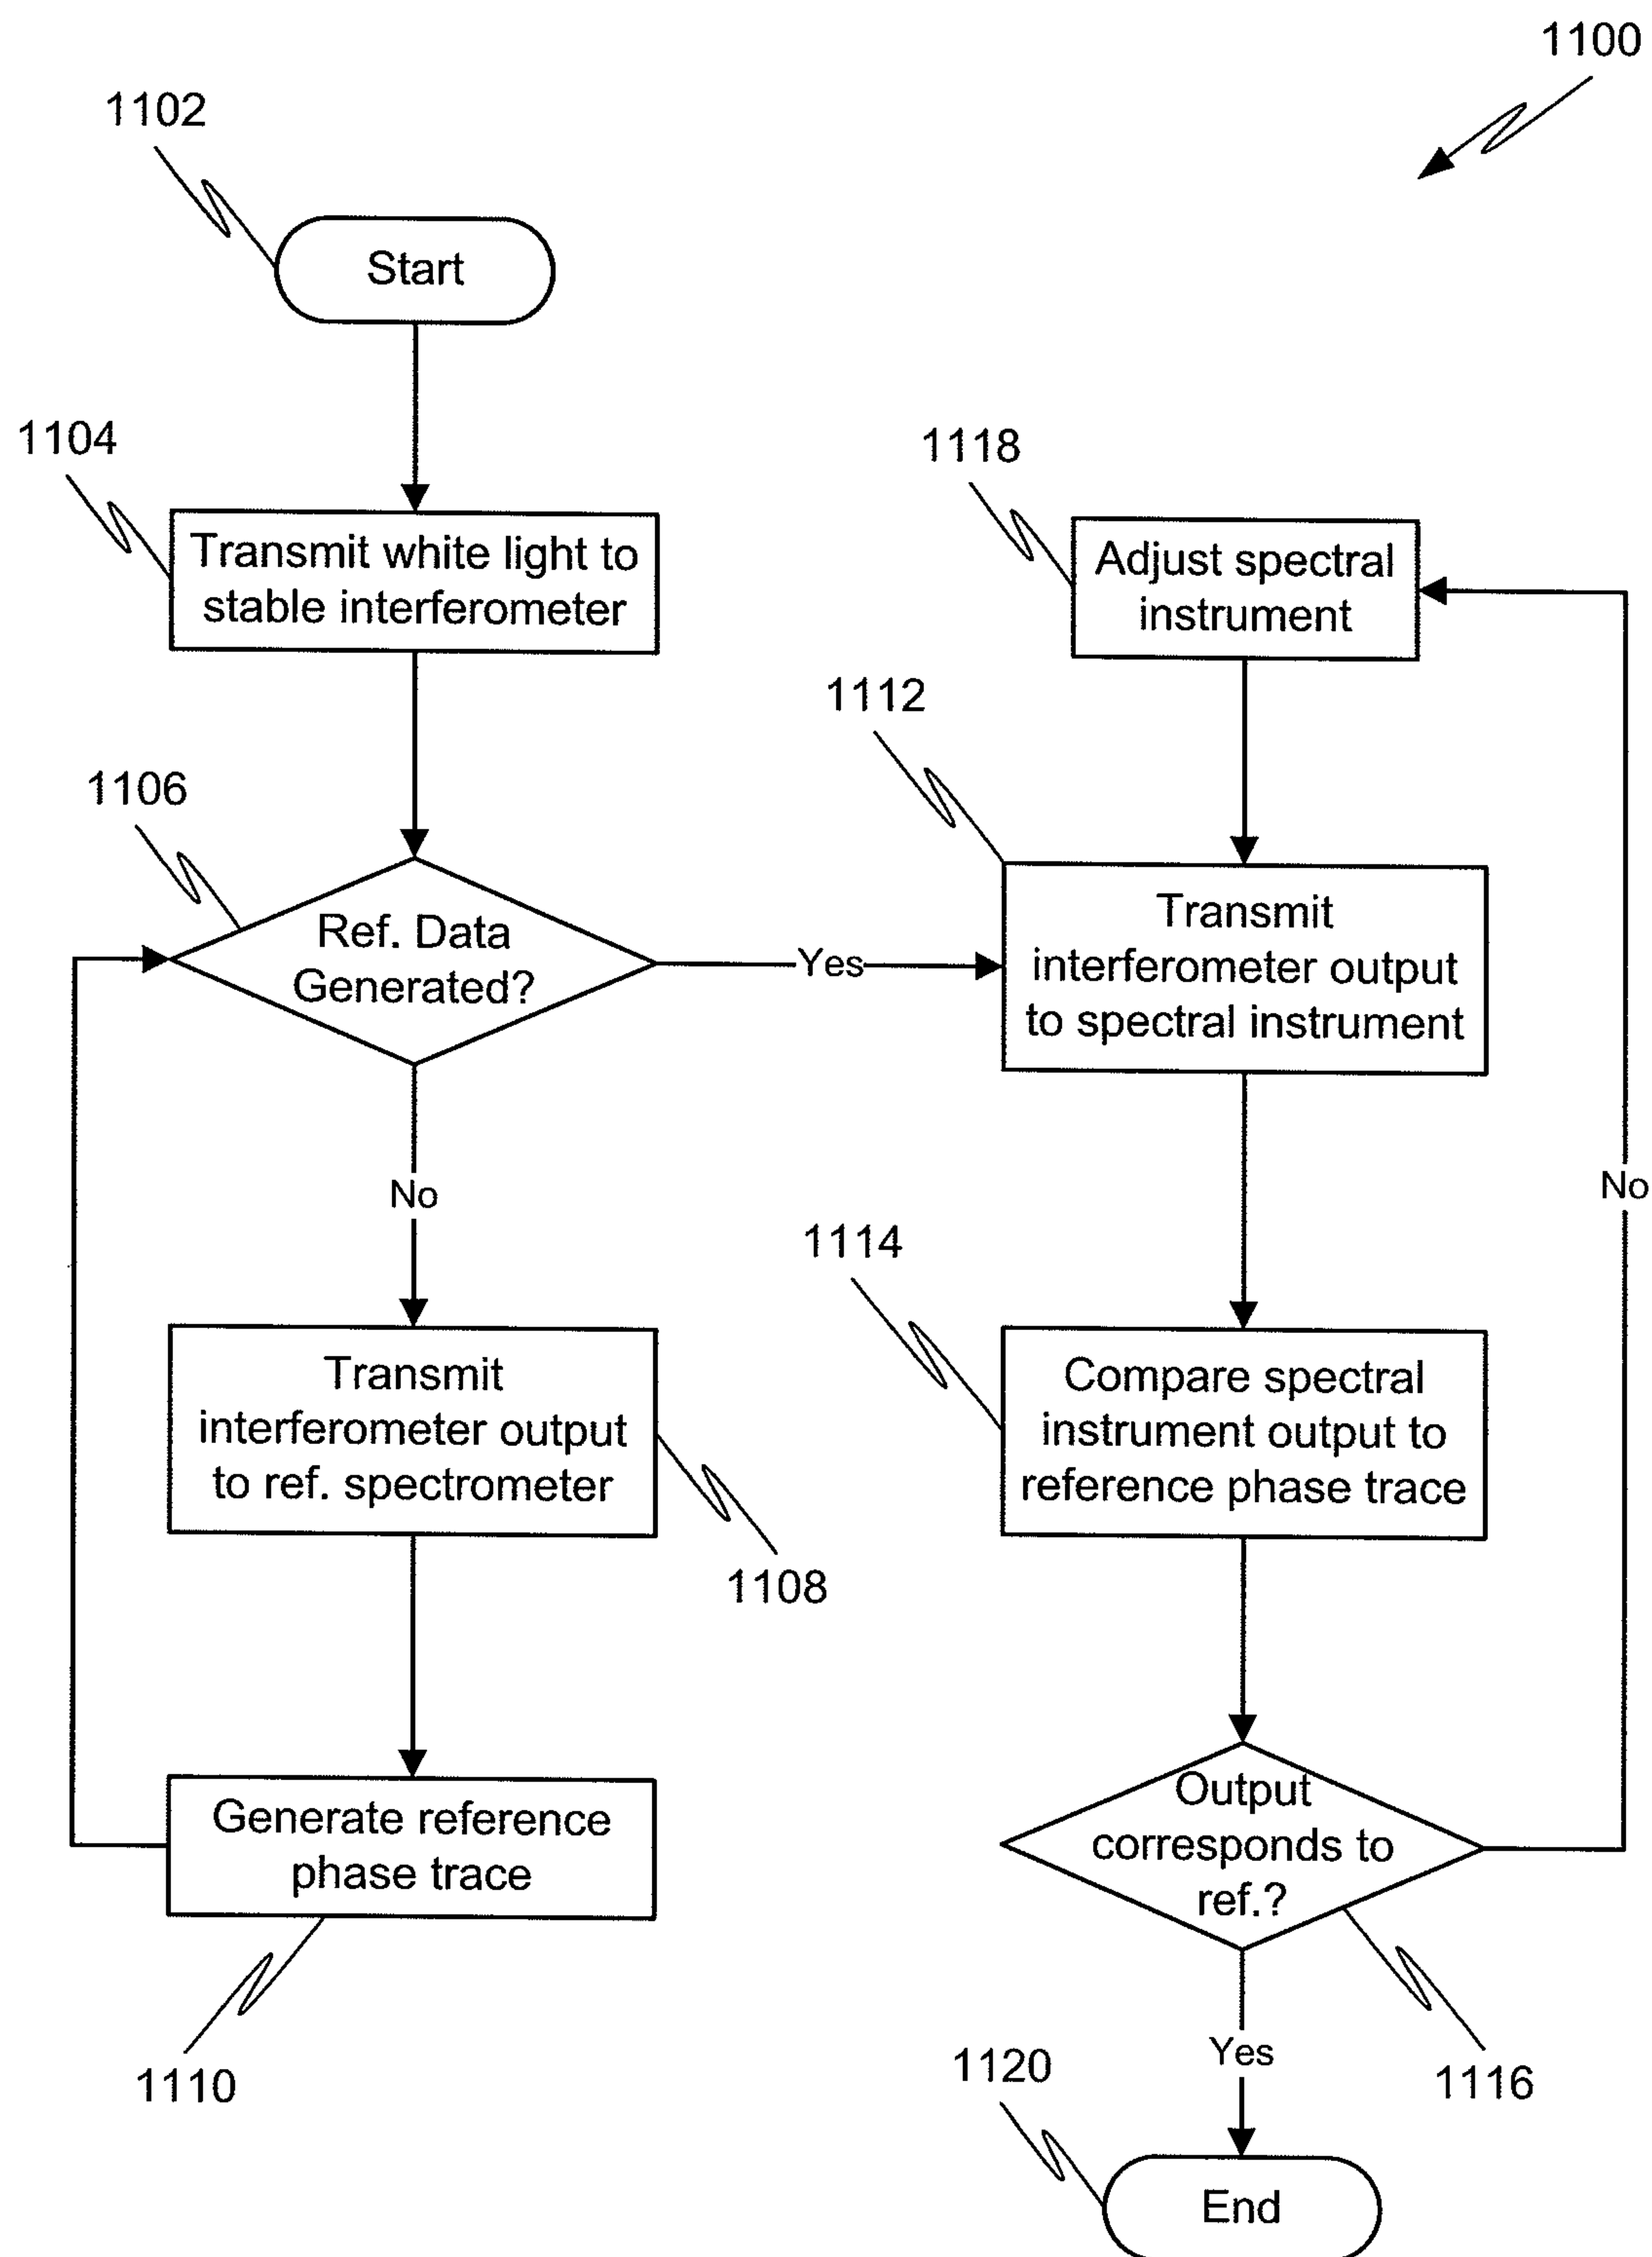 1100
1102
Start
1104
Transmit white light to
stable interferometer
1118
Adjust spectral
instrument
1106
Ref. Data
Generated?
Yes
1112
Transmit
interferometer output
to spectral instrument
No
No
1108
Transmit
interferometer output
to ref. spectrometer
1114
Compare spectral
instrument output to
reference phase trace
1110
Generate reference
phase trace
1116
Output
corresponds to
ref.?
Yes
1120
End